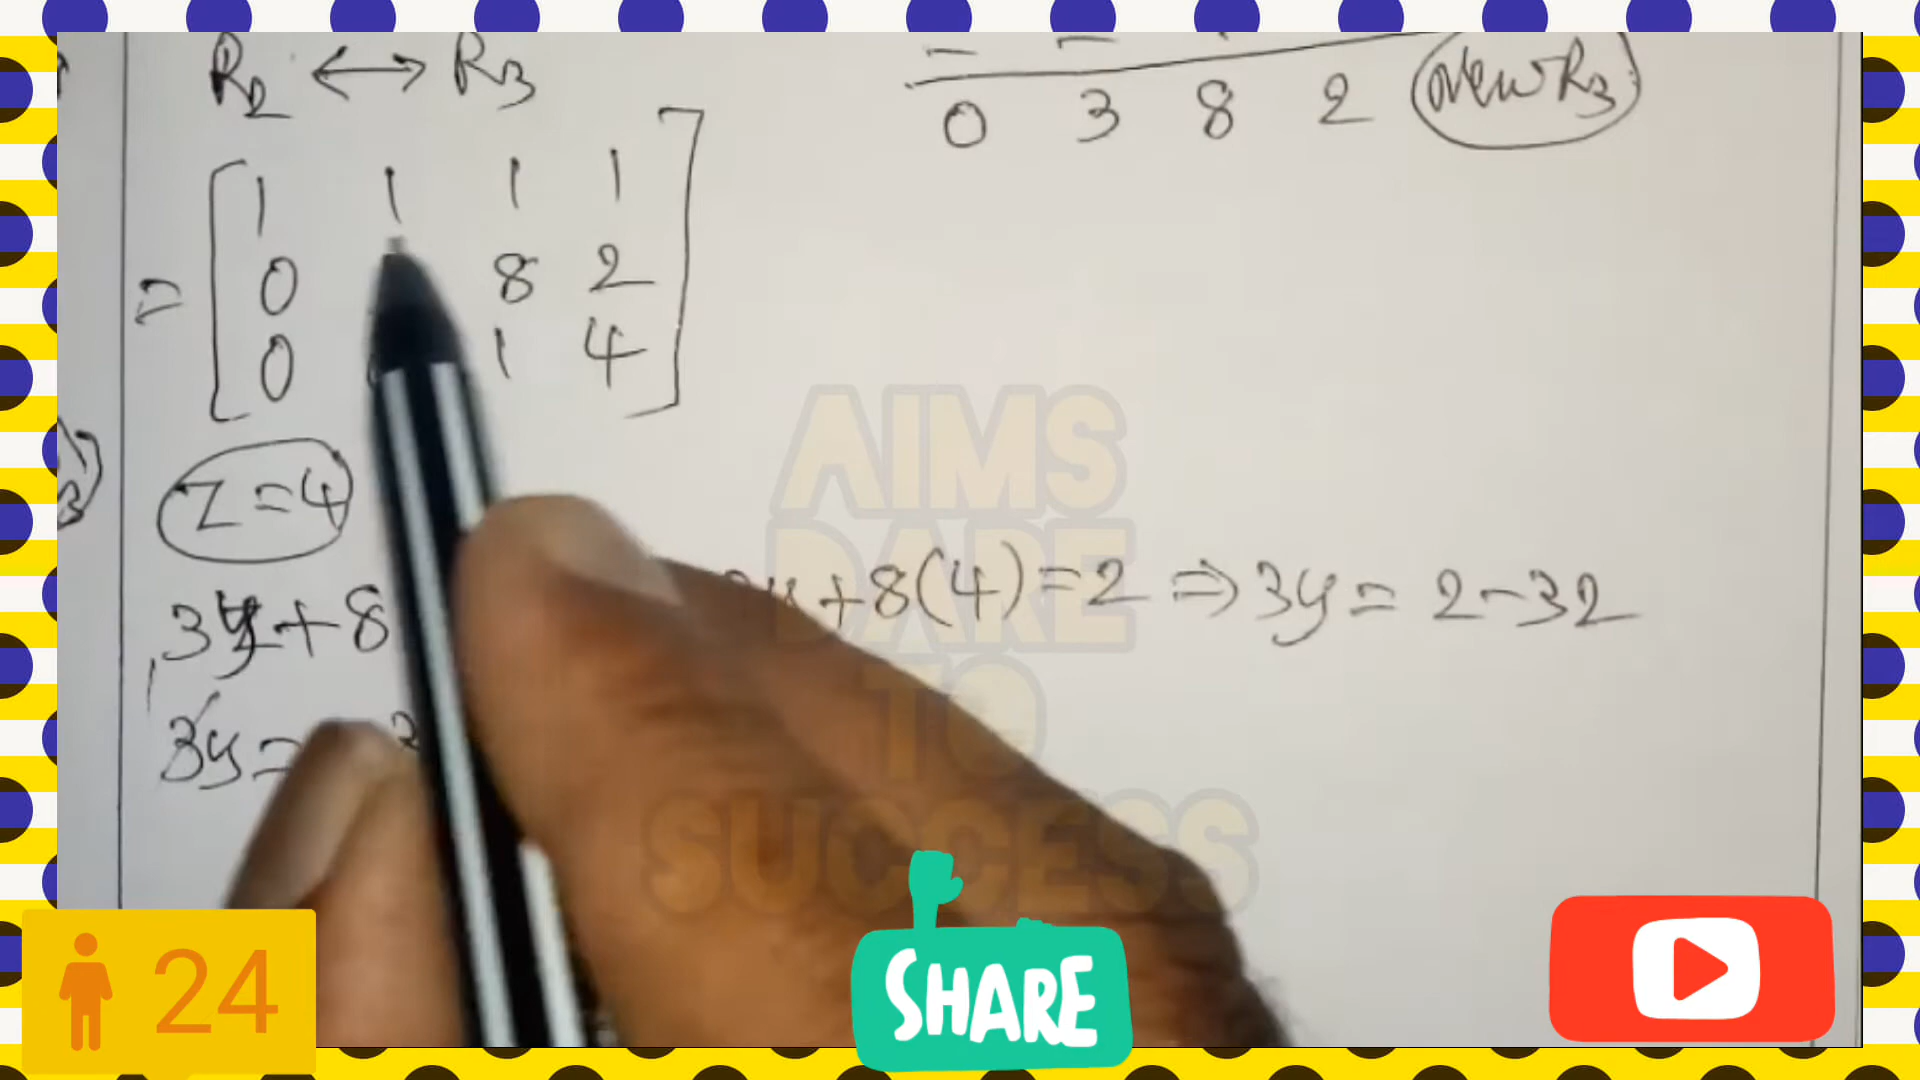 R2 ↔ R3
0 3 8 2 New R3
1 1 1 1
= 0 8 2
0 1 4
z = 4
3y + 8
y + 8(4) = 2 ⇒ 3y = 2 - 32
3y =
AIMS
DARE
TO
SUCCESS
24
SHARE